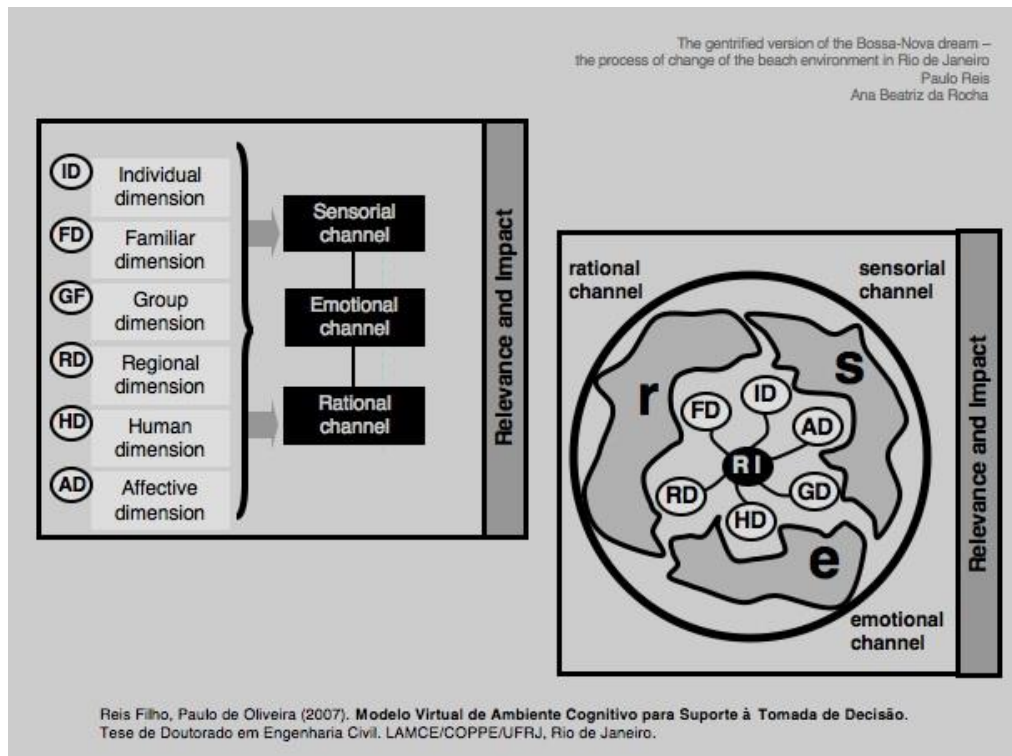 The gentrified version of the Bossa-Nova dream –
the process of change of the beach environment in Rio de Janeiro
Paulo Reis
Ana Beatriz da Rocha
ID
Individual
dimension
FD
Familiar
dimension
GF
Group
dimension
RD
Regional
dimension
HD
Human
dimension
AD
Affective
dimension
Sensorial
channel
Emotional
channel
Rational
channel
Relevance and Impact
rational
channel
sensorial
channel
r
s
e
FD
ID
AD
RI
RD
GD
HD
emotional
channel
Relevance and Impact
Reis Filho, Paulo de Oliveira (2007). Modelo Virtual de Ambiente Cognitivo para Suporte à Tomada de Decisão.
Tese de Doutorado em Engenharia Civil. LAMCE/COPPE/UFRJ, Rio de Janeiro.